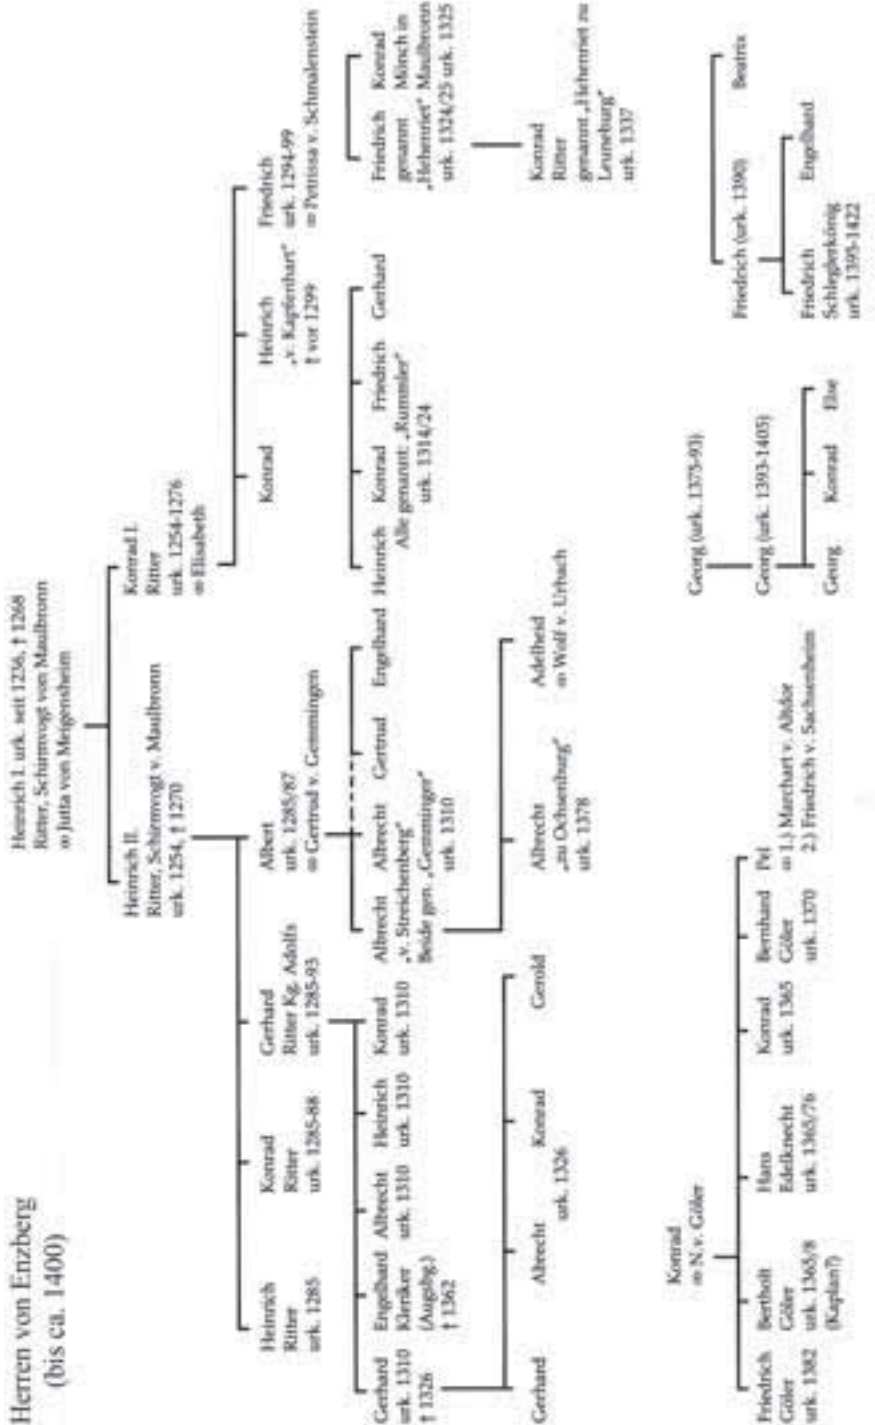 Herren von Enzberg
(bis ca. 1400)
Heinrich I. urk. seit 1236, † 1268
Ritter, Schirmvogt von Maulbronn
∞ Jutta von Meigensheim
Heinrich II.
Ritter, Schirmvogt v. Maulbronn
urk. 1254, † 1270
Konrad I.
Ritter
urk. 1254-1276
∞ Elisabeth
Heinrich
Ritter
urk. 1285
Konrad
Ritter
urk. 1285-88
Gerhard
Ritter Kg. Adolfs
urk. 1285-93
Albert
urk. 1285/87
∞ Gertrud v. Gemmingen
Konrad
Heinrich
„v. Kapfenhart"
† vor 1299
Friedrich
urk. 1294-99
∞ Petrissa v. Schmalenstein
Gerhard
urk. 1310
† 1326
Engelhard
Kleriker
(Augsbg.)
† 1362
Albrecht
urk. 1310
Heinrich
urk. 1310
Konrad
urk. 1310
Albrecht
„v. Streichenberg"
Albrecht
Beide gen. „Gemminger"
urk. 1310
Gertrud
Engelhard
Heinrich
Konrad
Friedrich
Gerhard
Alle genannt: „Rummler"
urk. 1314/24
Friedrich
genannt
„Hehenriet"
urk. 1324/25
Konrad
Mönch in
Maulbronn
urk. 1325
Gerhard
Abrecht
Konrad
Gerold
urk. 1326
Albrecht
„zu Ochsenburg"
urk. 1378
Adelheid
∞ Wolf v. Urbach
Konrad
Ritter
genannt „Hehenriet zu
Leuneburg"
urk. 1337
Konrad
∞ N. v. Göler
Friedrich
Göler
urk. 1382
Bertholt
Göler
urk. 1365/8
(Kaplan?)
Hans
Edelknecht
urk. 1365/76
Konrad
urk. 1365
Bernhard
Göler
urk. 1370
Pel
∞ 1.) Marchart v. Altdor
2.) Friedrich v. Sachsenheim
Georg (urk. 1375-93)
Georg (urk. 1393-1405)
Georg
Konrad
Else
Friedrich (urk. 1390)
Beatrix
Friedrich
Schleglerkönig
urk. 1395-1422
Engelhard